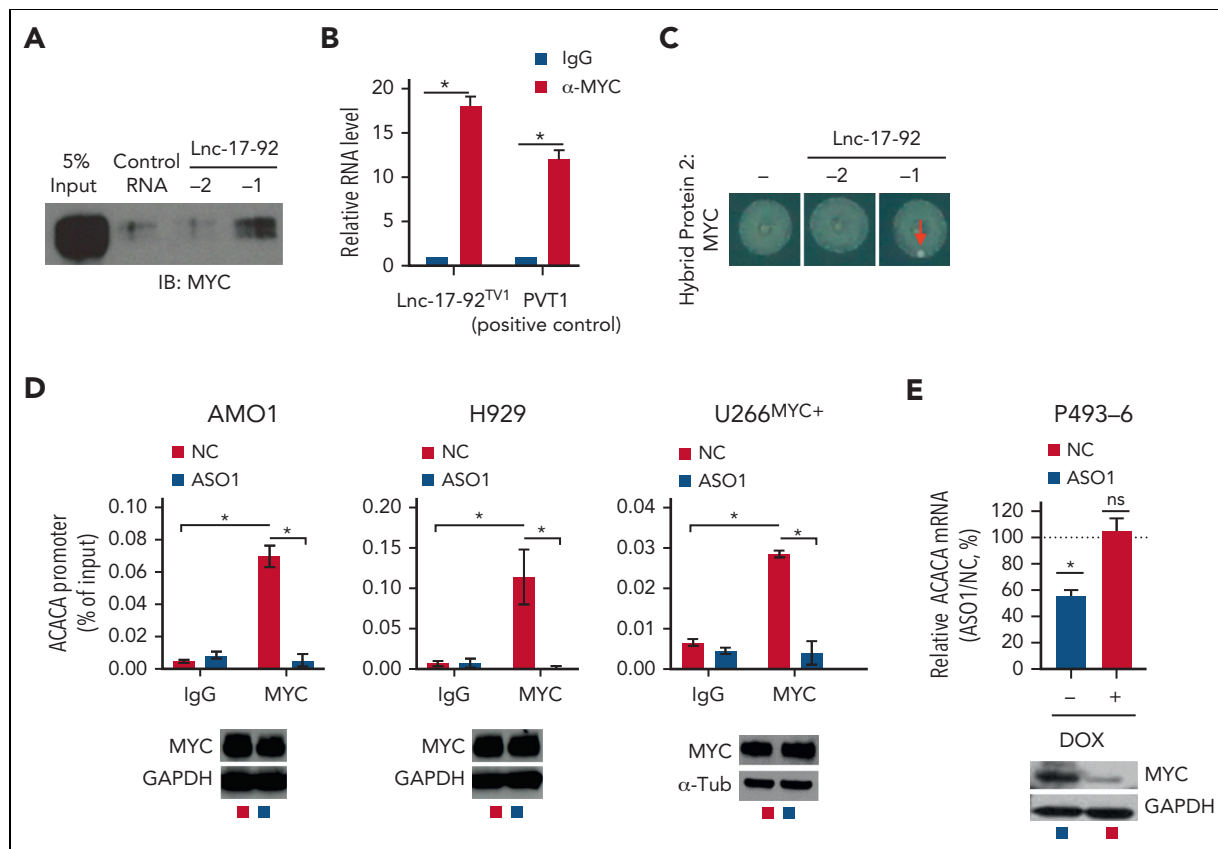 A
5% Input
Control RNA
Lnc-17-92
–2
–1
IB: MYC
B
IgG
α-MYC
Relative RNA level
20
15
10
5
0
*
*
Lnc-17-92TV1
PVT1
(positive control)
C
Lnc-17-92
–
–2
–1
Hybrid Protein 2:
MYC
D
AMO1
NC
ASO1
ACACA promoter
(% of input)
0.10
0.08
0.06
0.04
0.02
0.00
*
*
IgG
MYC
MYC
GAPDH
H929
NC
ASO1
0.20
0.15
0.10
0.05
0.00
*
*
IgG
MYC
MYC
GAPDH
U266MYC+
NC
ASO1
0.04
0.03
0.02
0.01
0.00
*
*
IgG
MYC
MYC
α-Tub
E
P493–6
NC
ASO1
Relative ACACA mRNA
(ASO1/NC, %)
120
100
80
60
40
20
0
*
ns
–
+
DOX
MYC
GAPDH